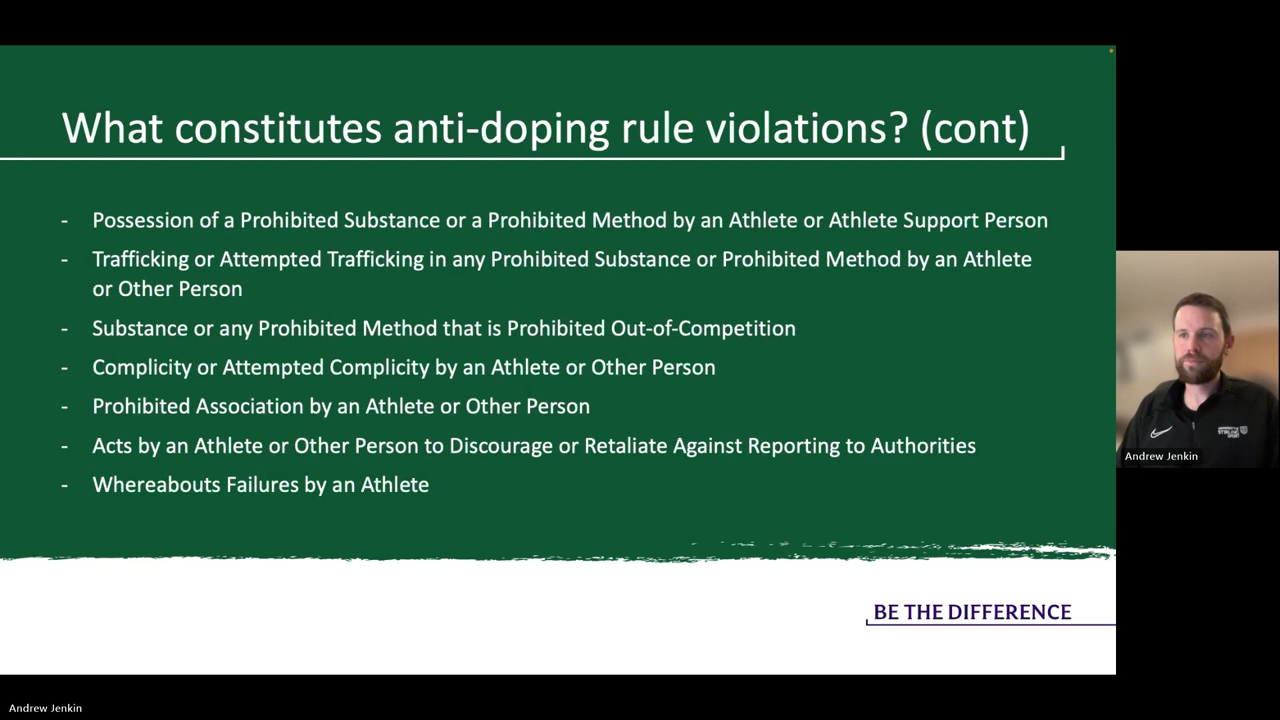 What constitutes anti-doping rule violations? (cont)
- Possession of a Prohibited Substance or a Prohibited Method by an Athlete or Athlete Support Person
- Trafficking or Attempted Trafficking in any Prohibited Substance or Prohibited Method by an Athlete
or Other Person
- Substance or any Prohibited Method that is Prohibited Out-of-Competition
- Complicity or Attempted Complicity by an Athlete or Other Person
- Prohibited Association by an Athlete or Other Person
- Acts by an Athlete or Other Person to Discourage or Retaliate Against Reporting to Authorities
- Whereabouts Failures by an Athlete
BE THE DIFFERENCE
Andrew Jenkin
Andrew Jenkin